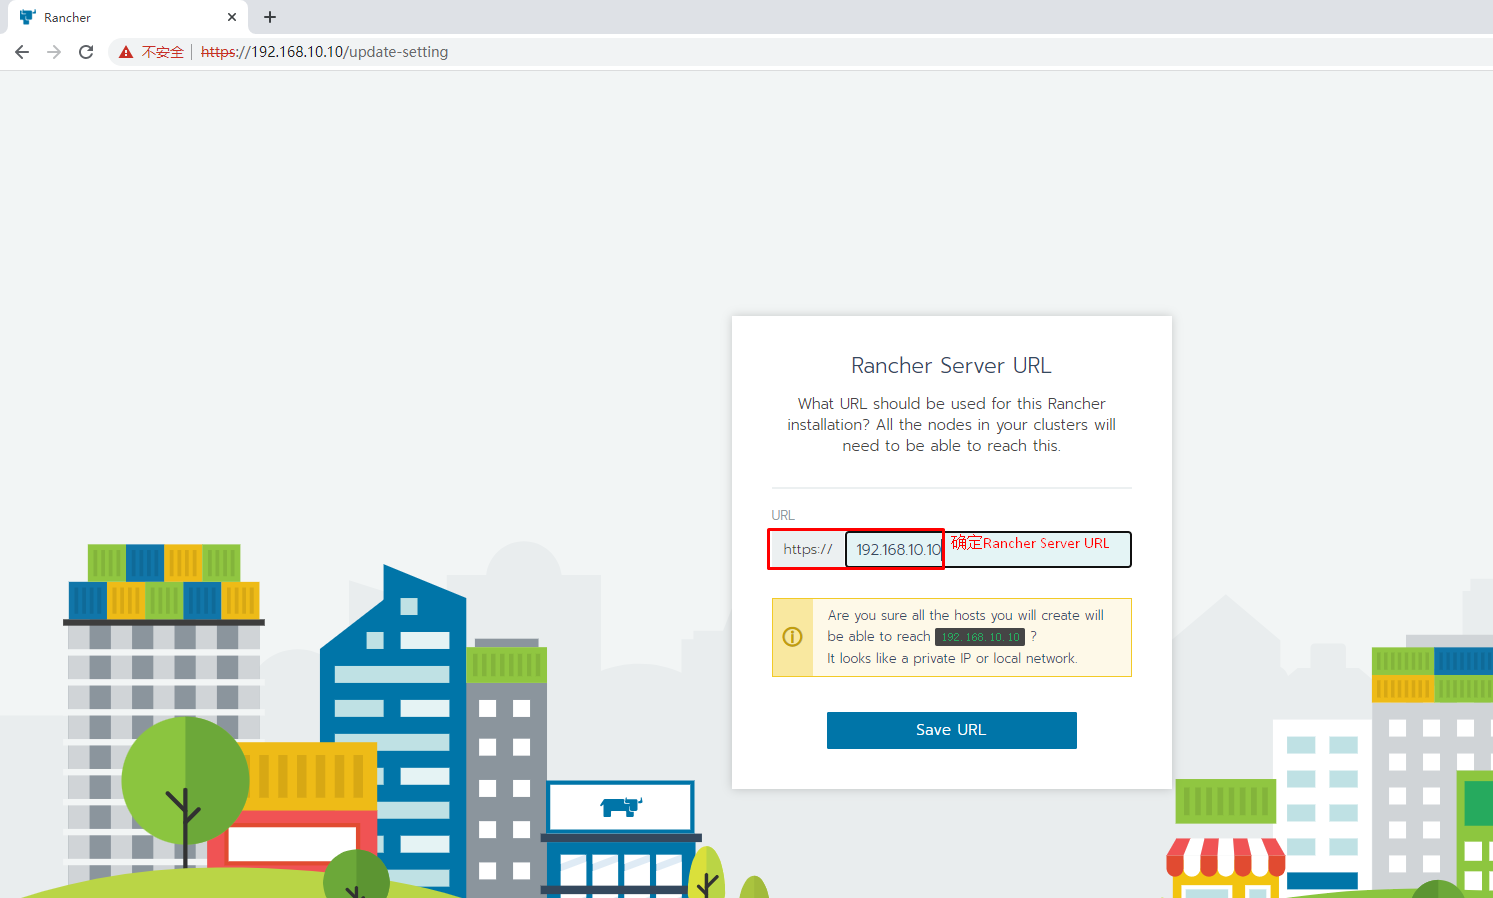 Rancher
不安全 https://192.168.10.10/update-setting
Rancher Server URL
What URL should be used for this Rancher
installation? All the nodes in your clusters will
need to be able to reach this.
URL
https:// 192.168.10.10 确定Rancher Server URL
Are you sure all the hosts you will create will
be able to reach 192.168.10.10 ?
It looks like a private IP or local network.
Save URL